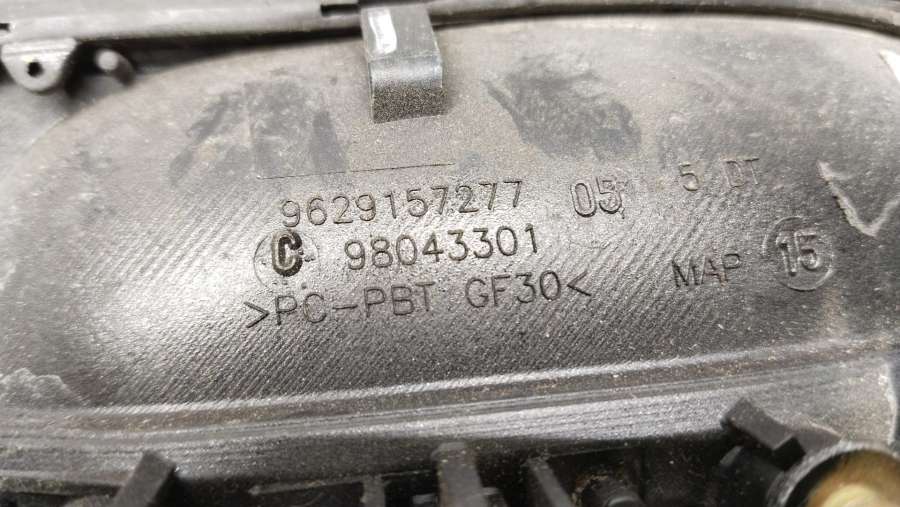 9629157277 05 5 DT
C 98043301
MAP 15
>PC-PBT GF30<